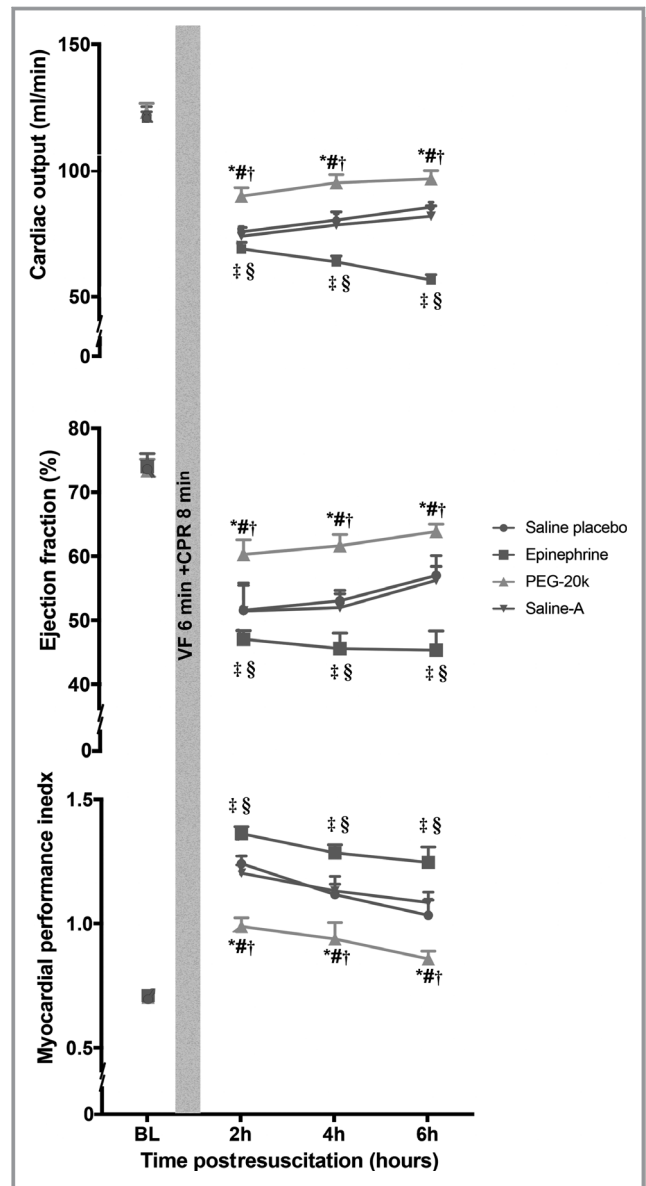 Cardiac output (ml/min)
150
100
50
0
*#†
*#†
*#†
‡ §
‡ §
‡ §
Ejection fraction (%)
80
70
60
50
40
0
VF 6 min +CPR 8 min
*#†
*#†
*#†
‡ §
‡ §
‡ §
Saline placebo
Epinephrine
PEG-20k
Saline-A
Myocardial performance inedx
1.5
1.0
0.5
0
‡ §
‡ §
‡ §
*#†
*#†
*#†
BL
2h
4h
6h
Time postresuscitation (hours)